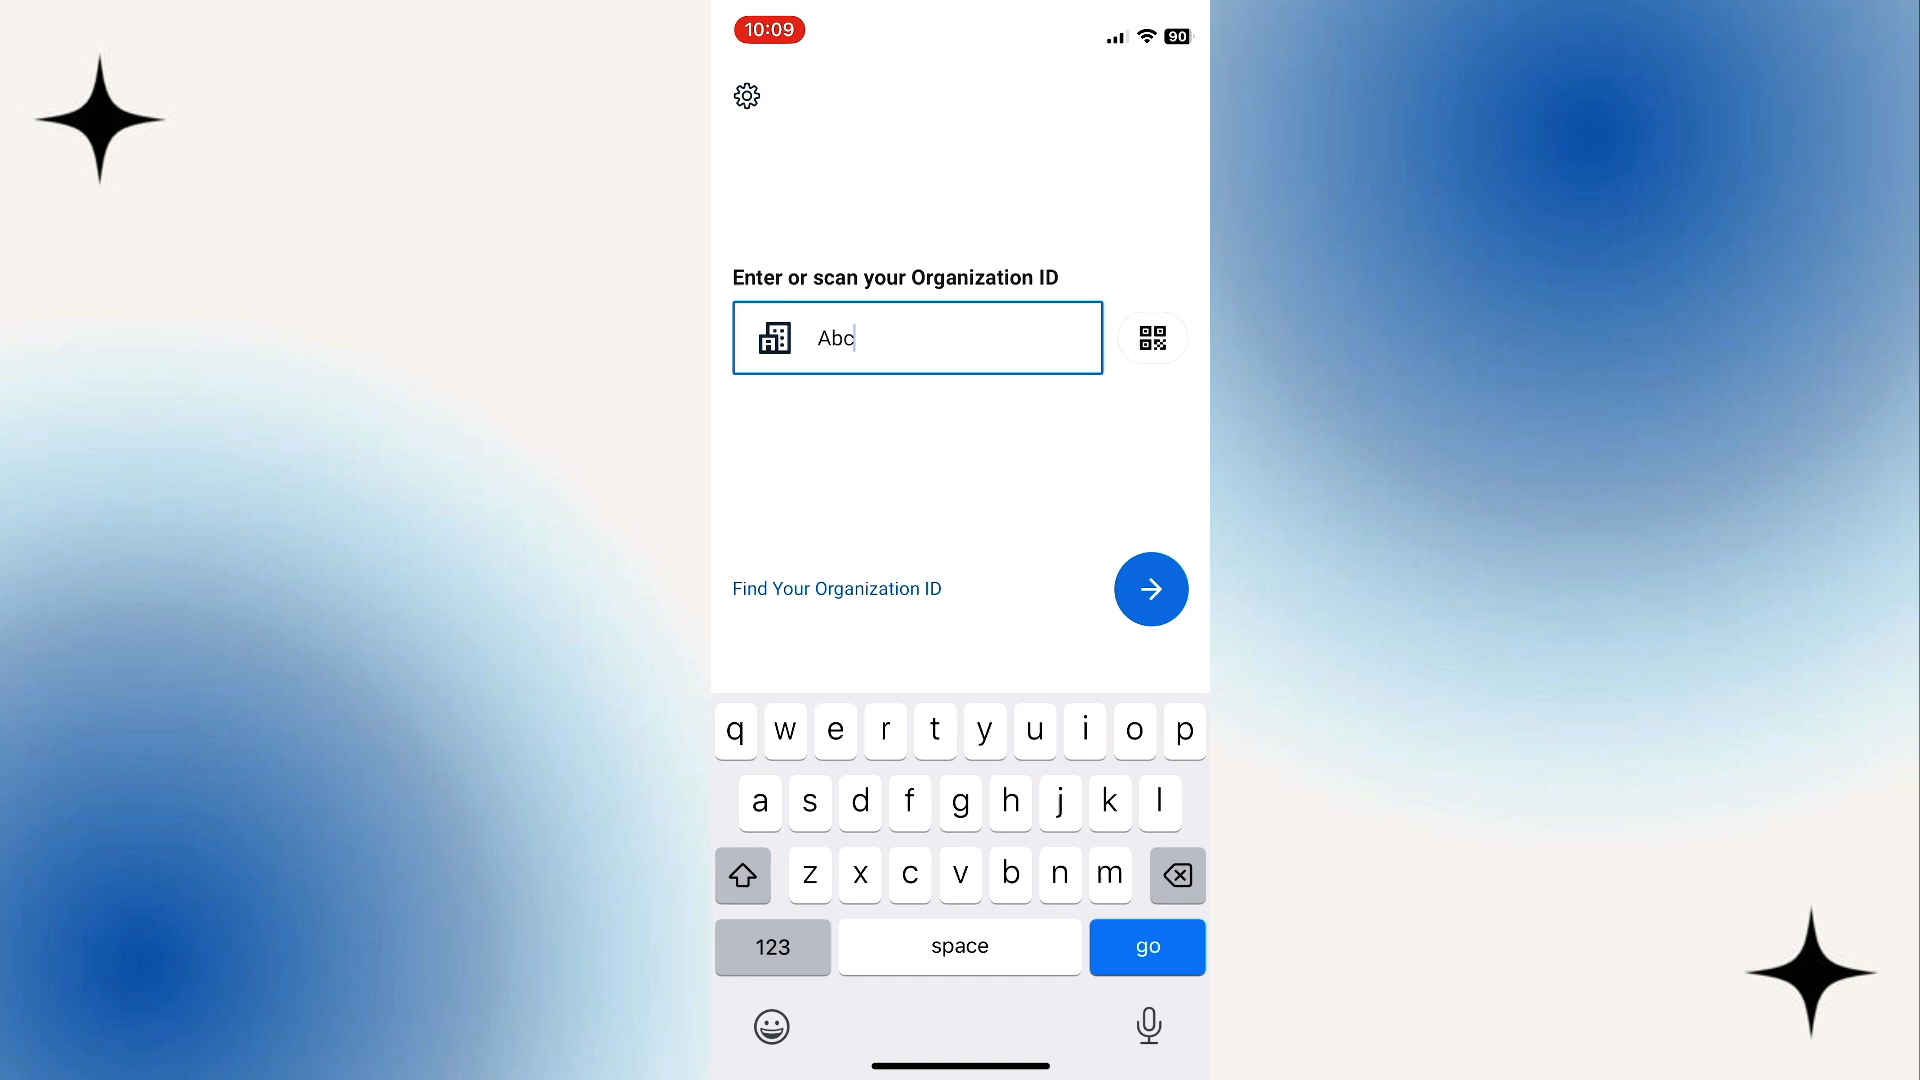 10:09
90
Enter or scan your Organization ID
Abc
Find Your Organization ID
q w e r t y u i o p
a s d f g h j k l
z x c v b n m
123 space go